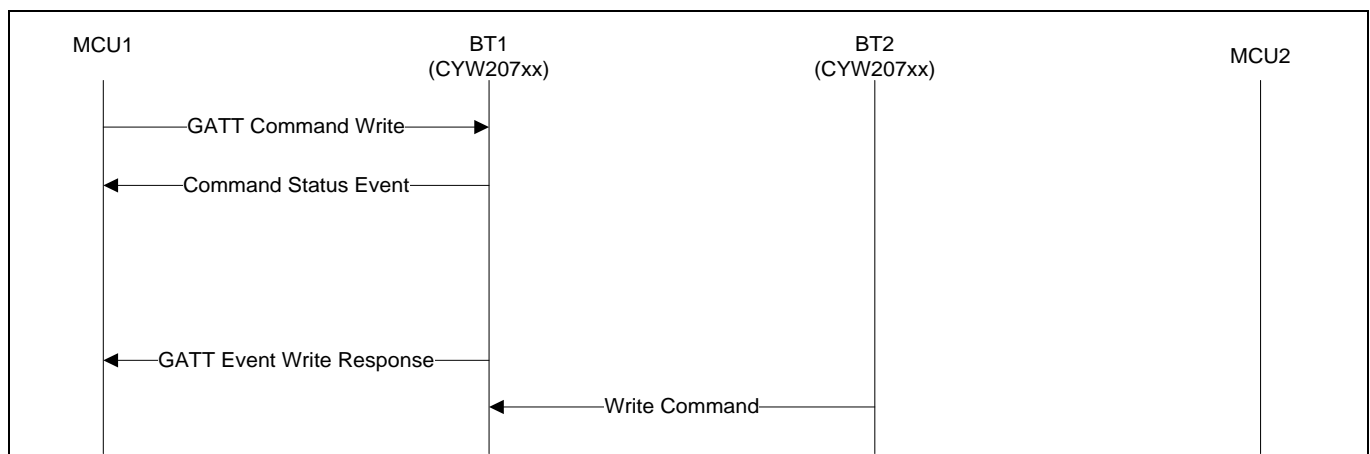 MCU1
BT1
(CYW207xx)
BT2
(CYW207xx)
MCU2
GATT Command Write
Command Status Event
GATT Event Write Response
Write Command